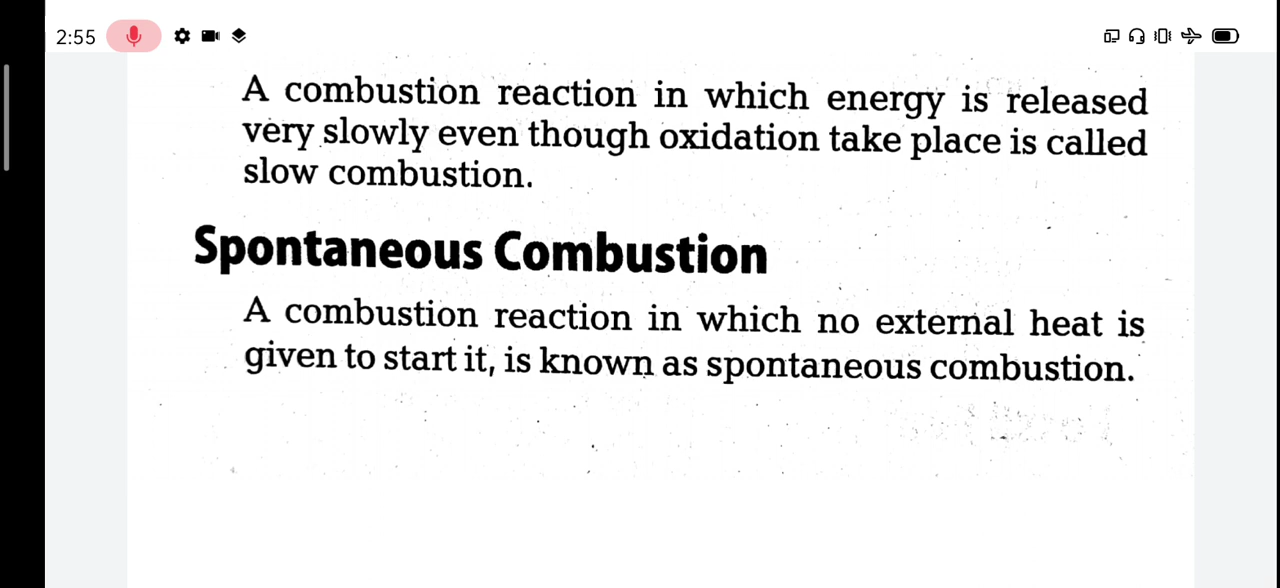 2:55
A combustion reaction in which energy is released
very slowly even though oxidation take place is called
slow combustion.
Spontaneous Combustion
A combustion reaction in which no external heat is
given to start it, is known as spontaneous combustion.